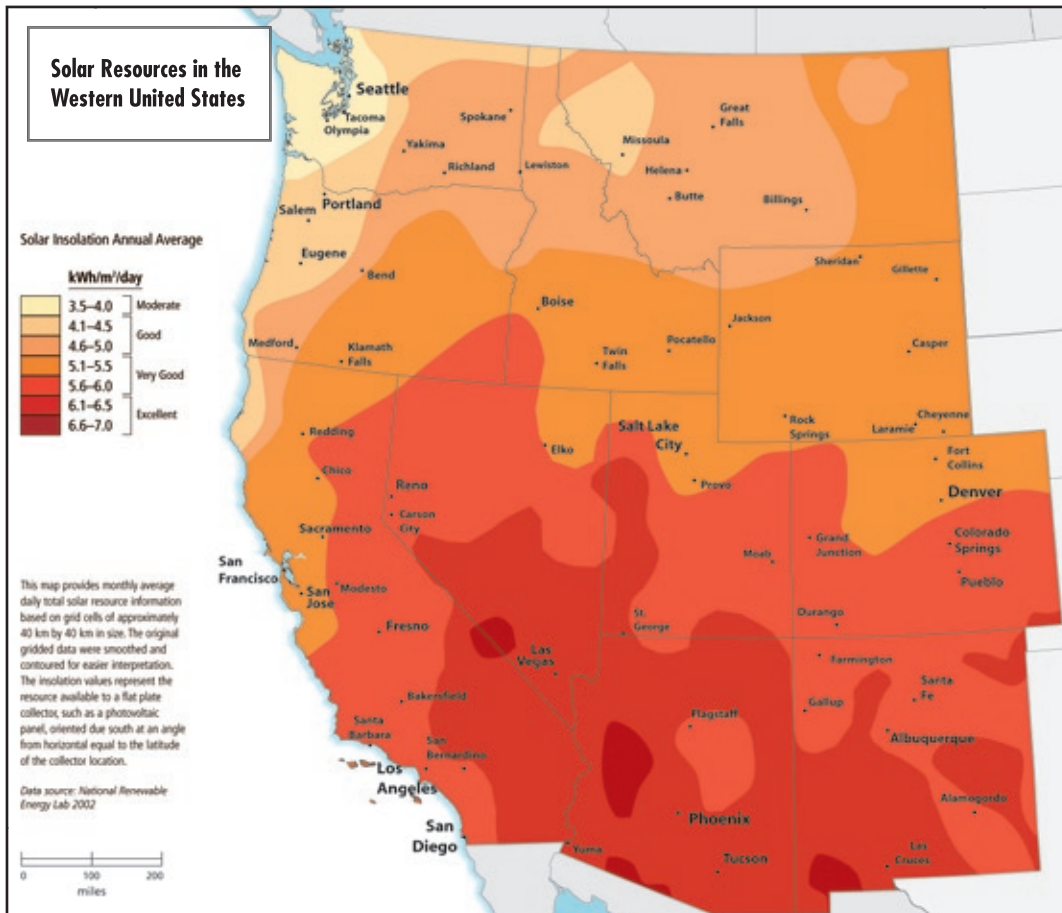 Solar Resources in the
Western United States
Solar Insolation Annual Average
kWh/m²/day
3.5–4.0
Moderate
4.1–4.5
Good
4.6–5.0
5.1–5.5
Very Good
5.6–6.0
6.1–6.5
Excellent
6.6–7.0
This map provides monthly average
daily total solar resource information
based on grid cells of approximately
40 km by 40 km in size. The original
gridded data were smoothed and
contoured for easier interpretation.
The insolation values represent the
resource available to a flat plate
collector, such as a photovoltaic
panel, oriented due south at an angle
from horizontal equal to the latitude
of the collector location.
Data source: National Renewable
Energy Lab 2002
0 100 200
miles
Seattle
Tacoma
Olympia
Spokane
Yakima
Richland
Lewiston
Missoula
Great
Falls
Helena
Butte
Billings
Portland
Salem
Eugene
Bend
Medford
Klamath
Falls
Boise
Twin
Falls
Pocatello
Jackson
Sheridan
Gillette
Casper
Rock
Springs
Cheyenne
Laramie
Fort
Collins
Denver
Colorado
Springs
Pueblo
Grand
Junction
Durango
Salt Lake
City
Provo
Moab
St.
George
Elko
Reno
Carson
City
Las
Vegas
Redding
Chico
Sacramento
San
Francisco
San
Jose
Modesto
Fresno
Bakersfield
Santa
Barbara
San
Bernardino
Los
Angeles
San
Diego
Flagstaff
Phoenix
Yuma
Tucson
Farmington
Gallup
Santa
Fe
Albuquerque
Alamogordo
Las
Cruces